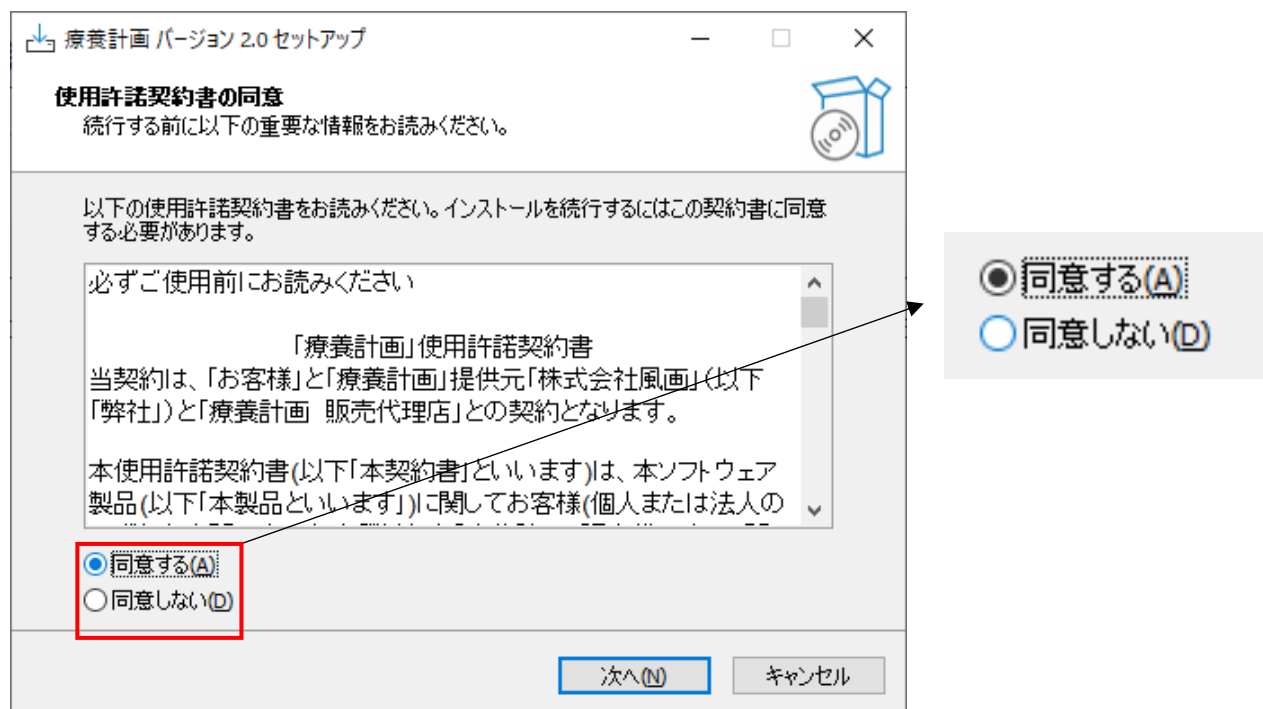 療養計画 バージョン 2.0 セットアップ
使用許諾契約書の同意
続行する前に以下の重要な情報をお読みください。
以下の使用許諾契約書をお読みください。インストールを続行するにはこの契約書に同意
する必要があります。
必ずご使用前にお読みください
「療養計画」使用許諾契約書
当契約は、「お客様」と「療養計画」提供元「株式会社風画」(以下
「弊社」)と「療養計画 販売代理店」との契約となります。
本使用許諾契約書(以下「本契約書」といいます)は、本ソフトウェア
製品(以下「本製品といいます」)に関してお客様(個人または法人の
同意する(A)
同意しない(D)
次へ(N)
キャンセル
同意する(A)
同意しない(D)